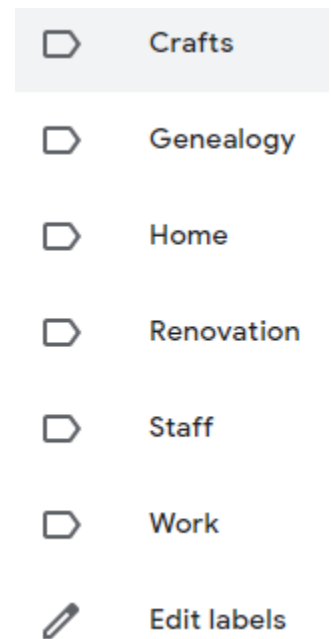 Crafts
Genealogy
Home
Renovation
Staff
Work
Edit labels